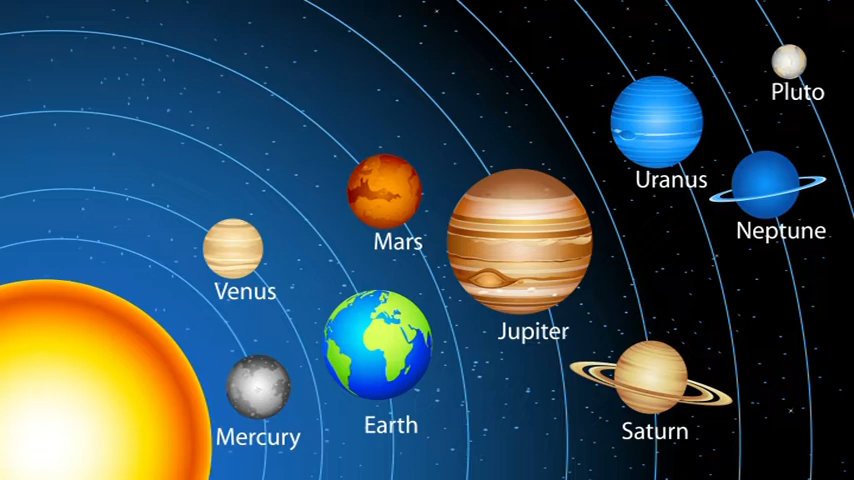 Pluto
Uranus
Neptune
Mars
Venus
Jupiter
Earth
Saturn
Mercury